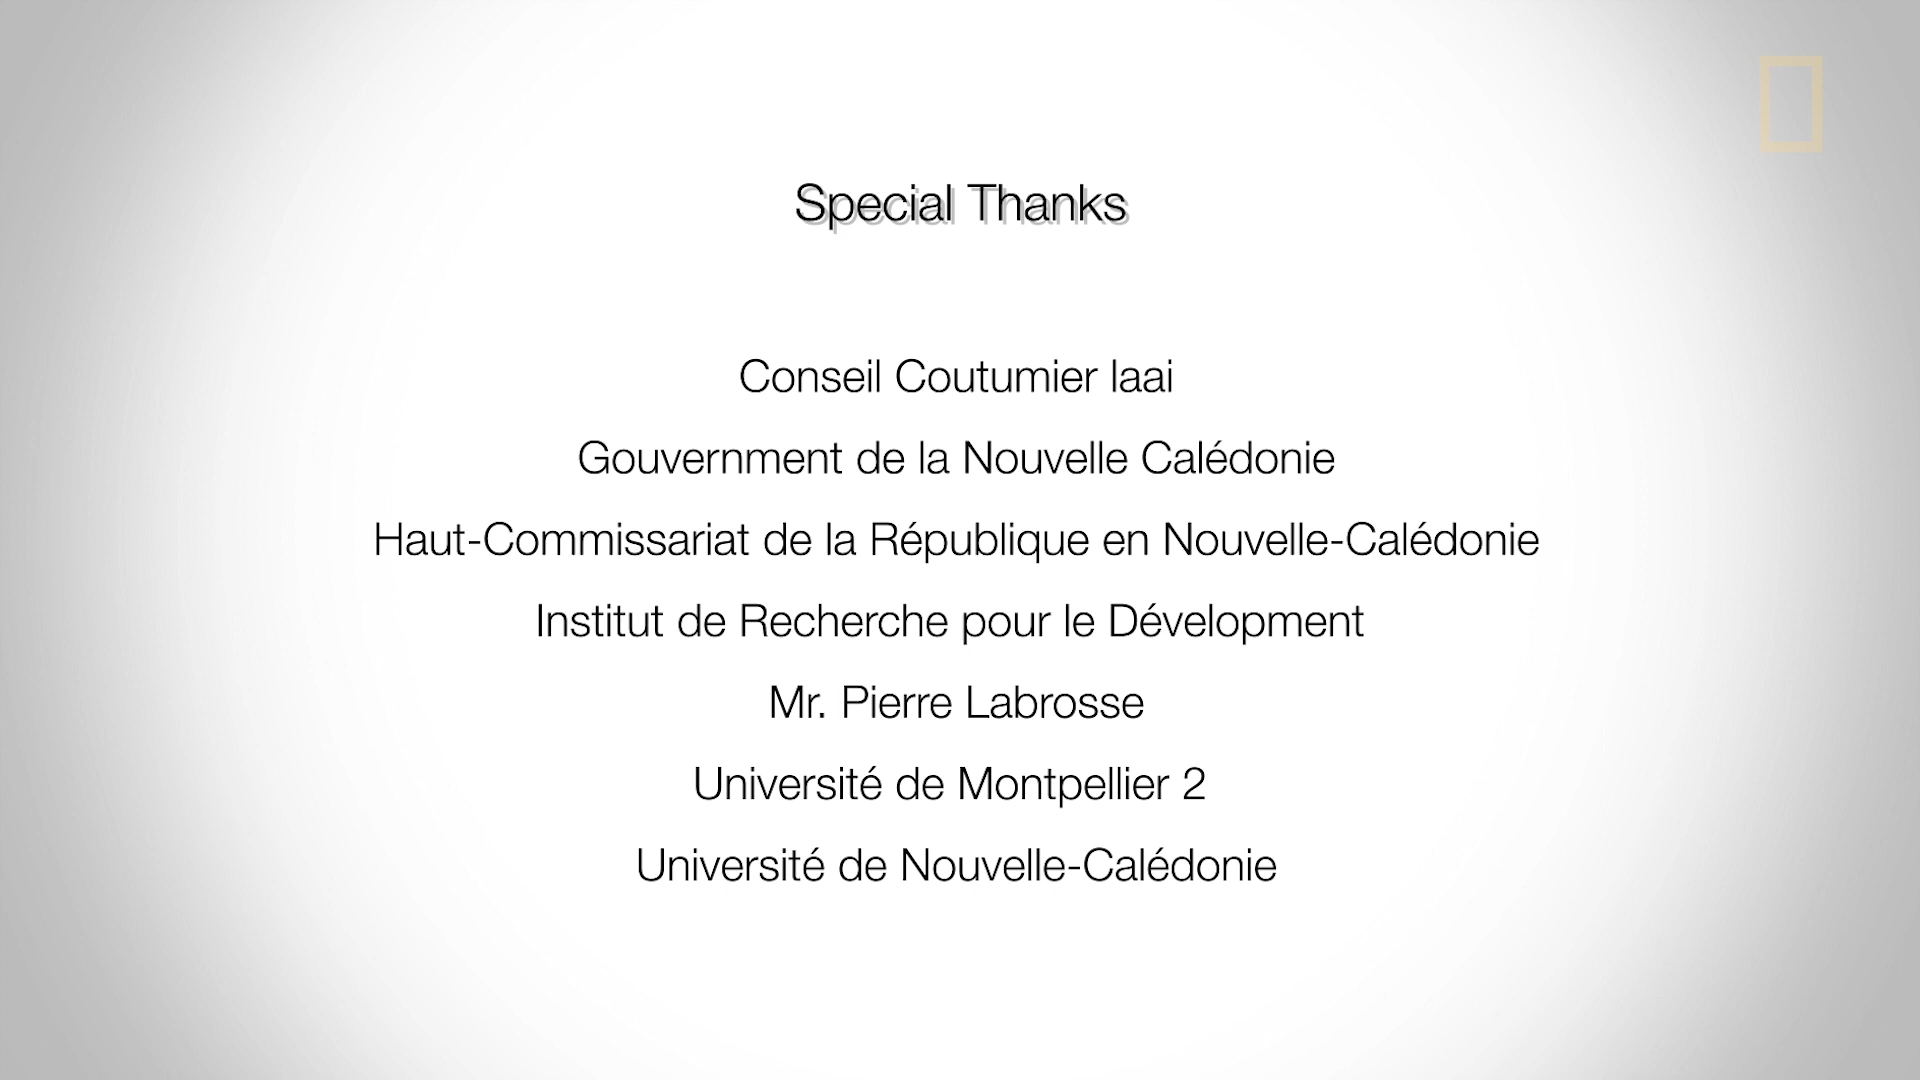 Special Thanks
Conseil Coutumier Iaai
Gouvernment de la Nouvelle Calédonie
Haut-Commissariat de la République en Nouvelle-Calédonie
Institut de Recherche pour le Dévelopment
Mr. Pierre Labrosse
Université de Montpellier 2
Université de Nouvelle-Calédonie